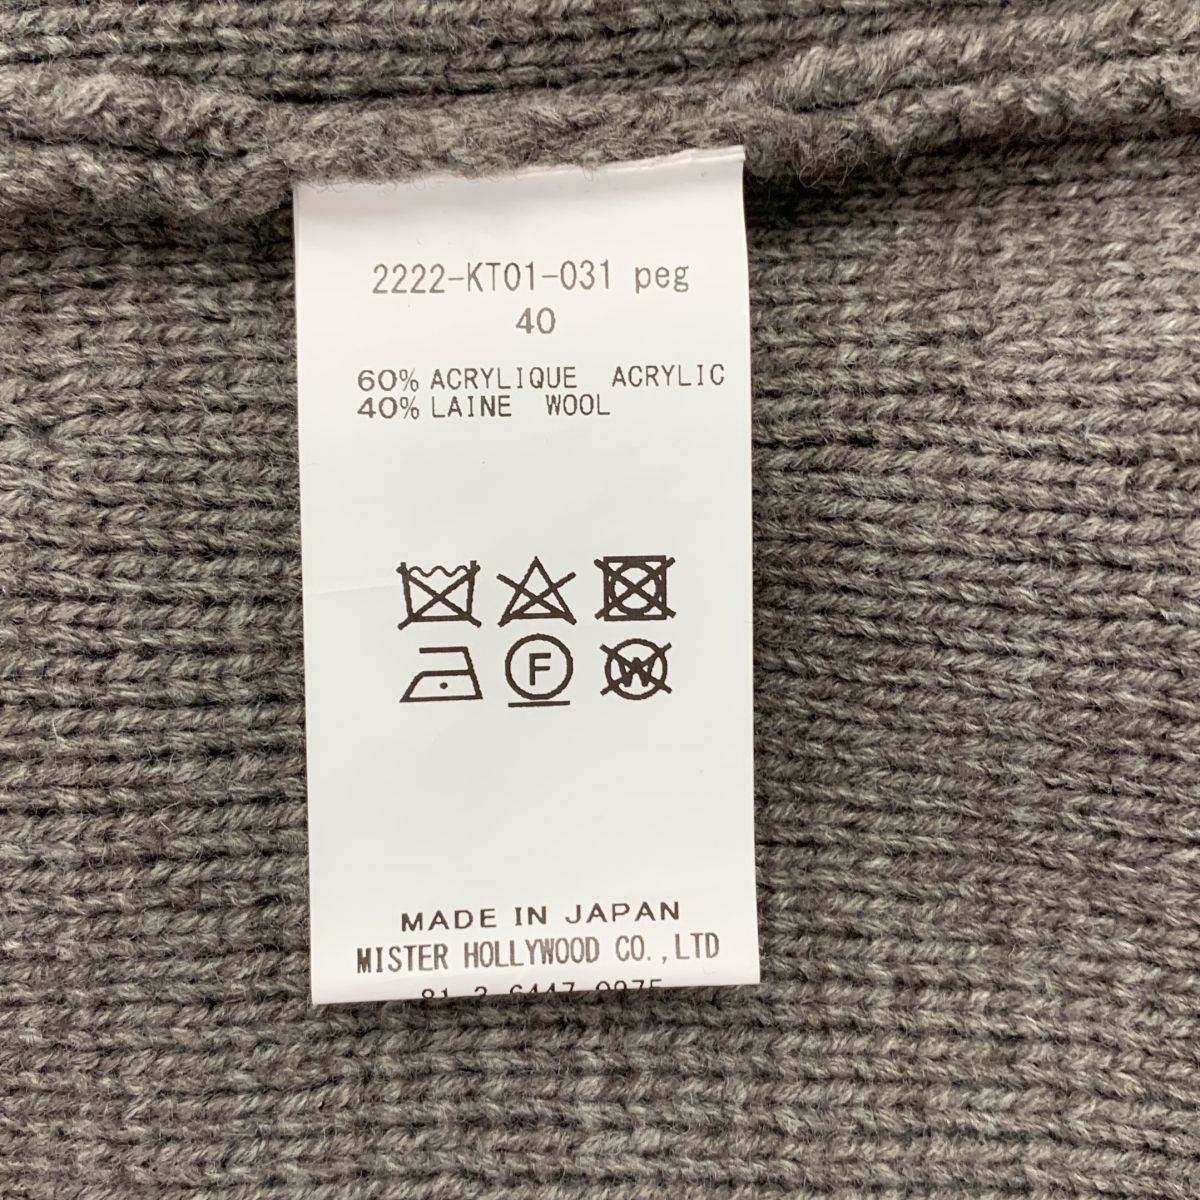 2222-KT01-031 peg
40
60% ACRYLIQUE ACRYLIC
40% LAINE WOOL
F
W
MADE IN JAPAN
MISTER HOLLYWOOD CO.,LTD